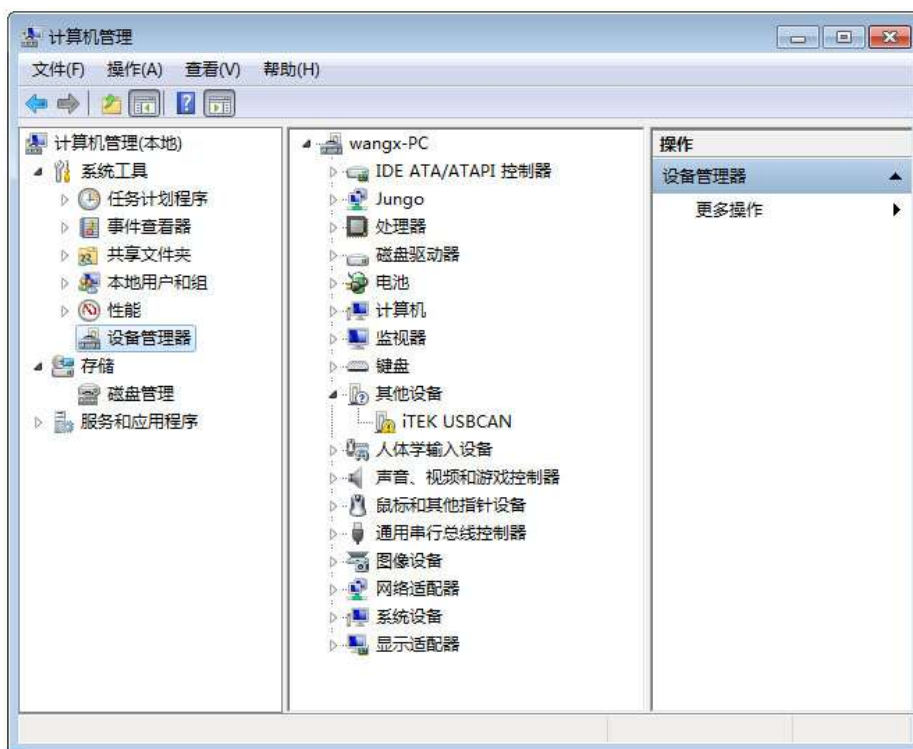 计算机管理
文件(F) 操作(A) 查看(V) 帮助(H)
计算机管理(本地)
系统工具
任务计划程序
事件查看器
共享文件夹
本地用户和组
性能
设备管理器
存储
磁盘管理
服务和应用程序
wangx-PC
IDE ATA/ATAPI 控制器
Jungo
处理器
磁盘驱动器
电池
计算机
监视器
键盘
其他设备
iTEK USBCAN
人体学输入设备
声音、视频和游戏控制器
鼠标和其他指针设备
通用串行总线控制器
图像设备
网络适配器
系统设备
显示适配器
操作
设备管理器
更多操作